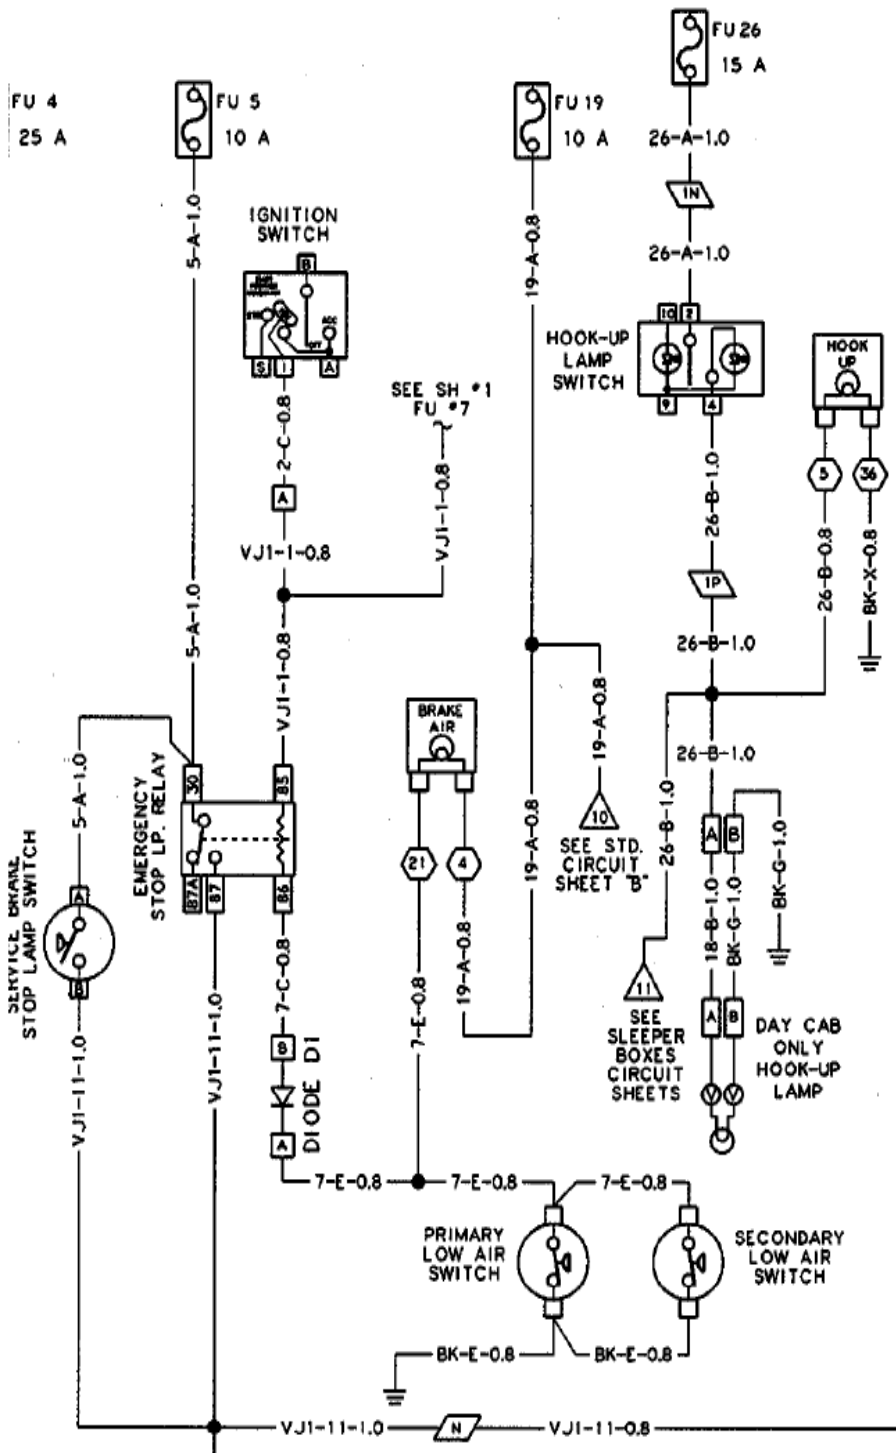 FU 4
25 A
FU 5
10 A
FU 19
10 A
FU 26
15 A
26-A-1.0
1N
26-A-1.0
5-A-1.0
19-A-0.8
IGNITION
SWITCH
B
ACC
OFF
S
I
A
2-C-0.8
A
VJ1-1-0.8
SEE SH #1
FU #7
VJ1-1-0.8
HOOK-UP
LAMP
SWITCH
10
2
9
4
HOOK
UP
5
36
26-B-1.0
26-B-0.8
BK-X-0.8
1P
26-B-1.0
5-A-1.0
VJ1-1-0.8
19-A-0.8
26-B-1.0
BRAKE
AIR
5-A-1.0
EMERGENCY
STOP LP. RELAY
30
85
87A
87
86
21
4
19-A-0.8
10
SEE STD.
CIRCUIT
SHEET "B"
26-B-1.0
A
B
BK-G-1.0
SERVICE BRAKE
STOP LAMP SWITCH
A
B
7-C-0.8
7-E-0.8
19-A-0.8
18-B-1.0
BK-G-1.0
11
SEE
SLEEPER
BOXES
CIRCUIT
SHEETS
A
B
DAY CAB
ONLY
HOOK-UP
LAMP
V
V
VJ1-11-1.0
VJ1-11-1.0
B
DIODE D1
A
7-E-0.8
7-E-0.8
7-E-0.8
PRIMARY
LOW AIR
SWITCH
SECONDARY
LOW AIR
SWITCH
BK-E-0.8
BK-E-0.8
VJ1-11-1.0
N
VJ1-11-0.8